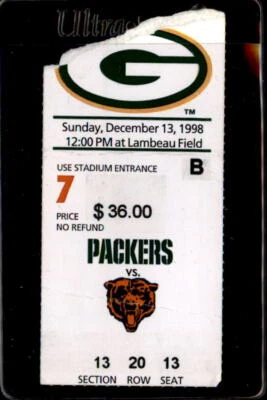 Ultra
G
TM
Sunday, December 13, 1998
12:00 PM at Lambeau Field
USE STADIUM ENTRANCE B
7
PRICE $36.00
NO REFUND
PACKERS
VS.
13 20 13
SECTION ROW SEAT